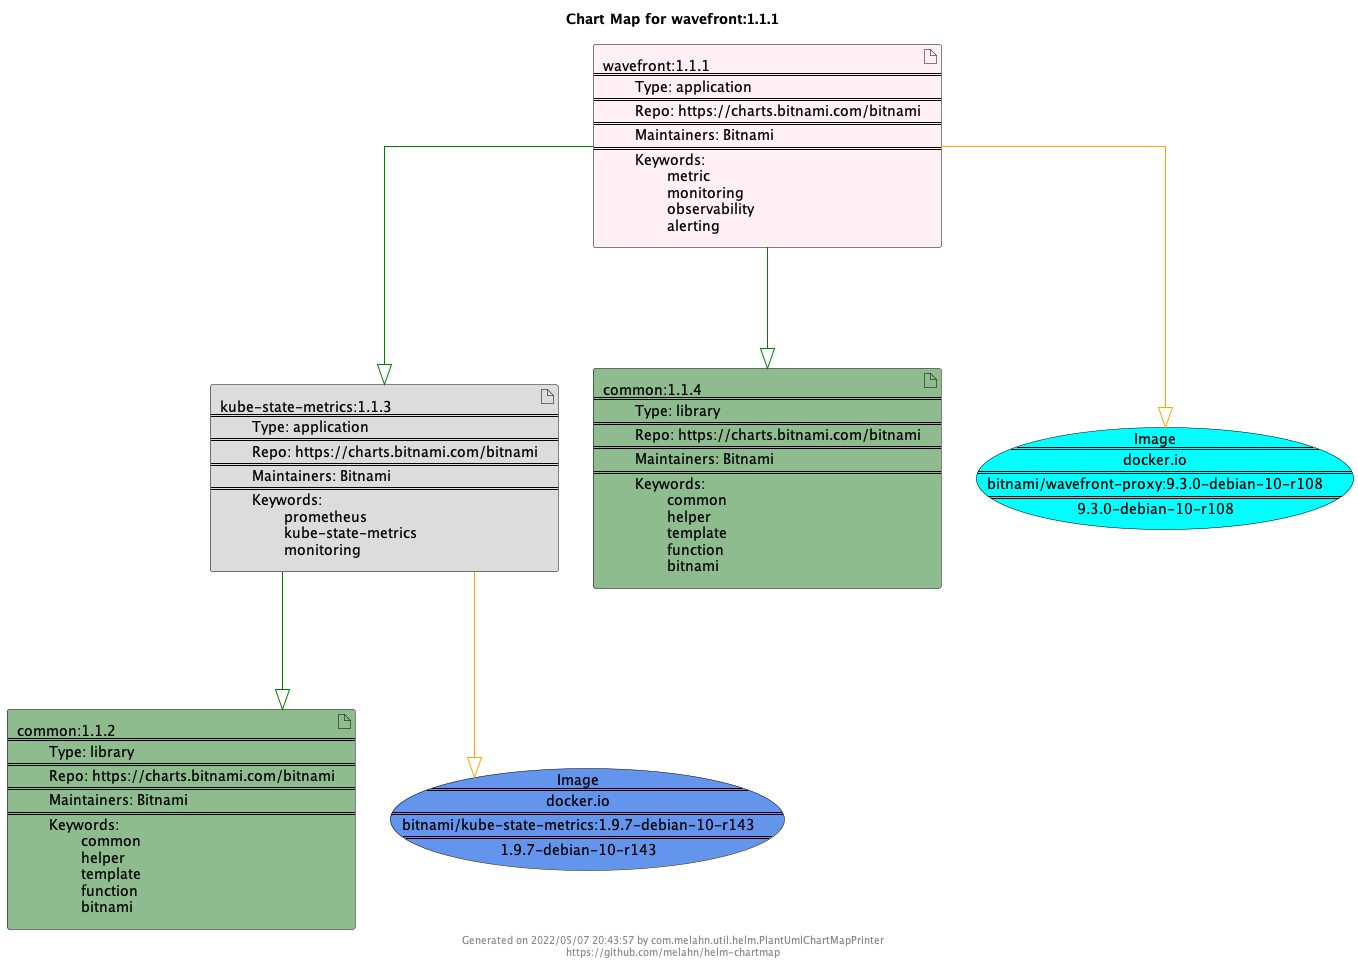 Chart Map for wavefront:1.1.1
wavefront:1.1.1
Type: application
Repo: https://charts.bitnami.com/bitnami
Maintainers: Bitnami
Keywords:
metric
monitoring
observability
alerting
kube-state-metrics:1.1.3
Type: application
Repo: https://charts.bitnami.com/bitnami
Maintainers: Bitnami
Keywords:
prometheus
kube-state-metrics
monitoring
common:1.1.4
Type: library
Repo: https://charts.bitnami.com/bitnami
Maintainers: Bitnami
Keywords:
common
helper
template
function
bitnami
Image
docker.io
bitnami/wavefront-proxy:9.3.0-debian-10-r108
9.3.0-debian-10-r108
common:1.1.2
Type: library
Repo: https://charts.bitnami.com/bitnami
Maintainers: Bitnami
Keywords:
common
helper
template
function
bitnami
Image
docker.io
bitnami/kube-state-metrics:1.9.7-debian-10-r143
1.9.7-debian-10-r143
Generated on 2022/05/07 20:43:57 by com.melahn.util.helm.PlantUmlChartMapPrinter
https://github.com/melahn/helm-chartmap